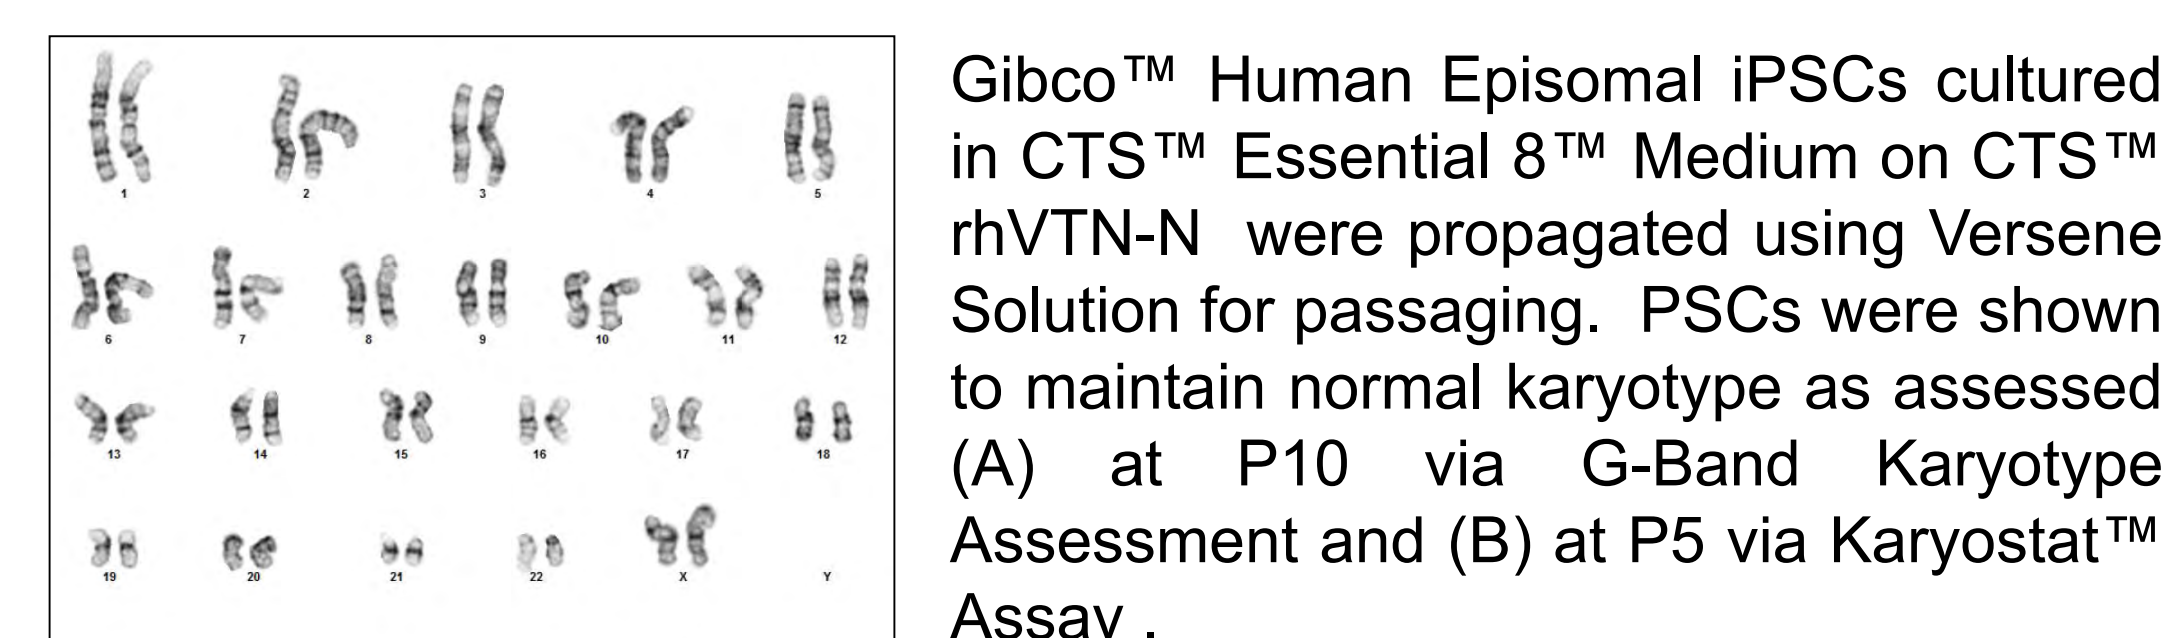 1 2 3 4 5
6 7 8 9 10 11 12
13 14 15 16 17 18
19 20 21 22 X Y
Gibco™ Human Episomal iPSCs cultured
in CTS™ Essential 8™ Medium on CTS™
rhVTN-N were propagated using Versene
Solution for passaging. PSCs were shown
to maintain normal karyotype as assessed
(A) at P10 via G-Band Karyotype
Assessment and (B) at P5 via Karyostat™
Assay .